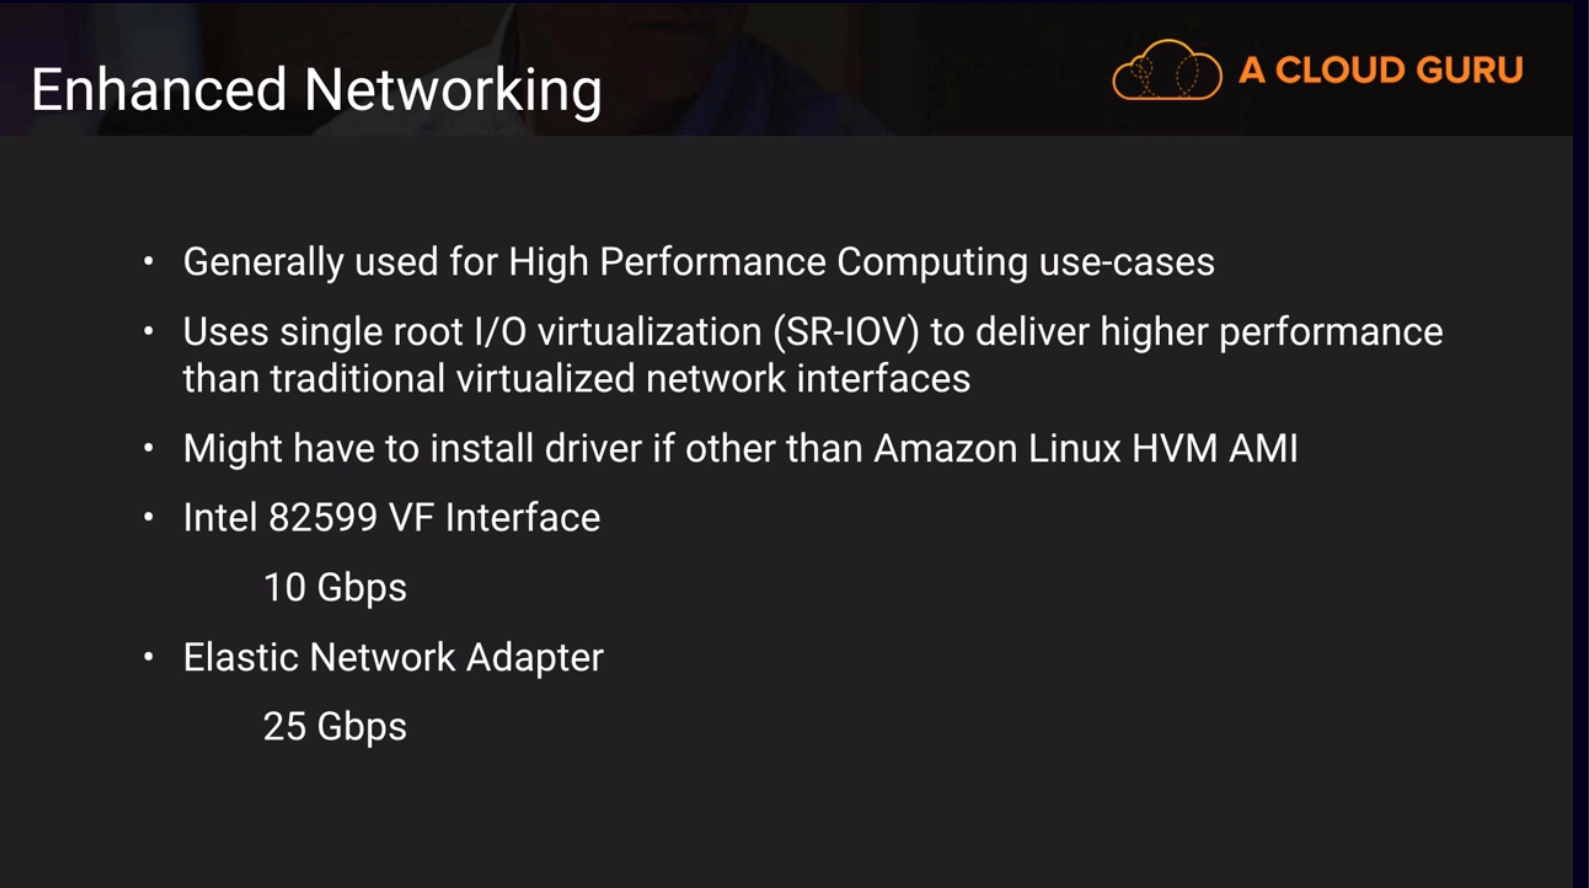 Enhanced Networking
A CLOUD GURU
• Generally used for High Performance Computing use-cases
• Uses single root I/O virtualization (SR-IOV) to deliver higher performance
than traditional virtualized network interfaces
• Might have to install driver if other than Amazon Linux HVM AMI
• Intel 82599 VF Interface
10 Gbps
• Elastic Network Adapter
25 Gbps